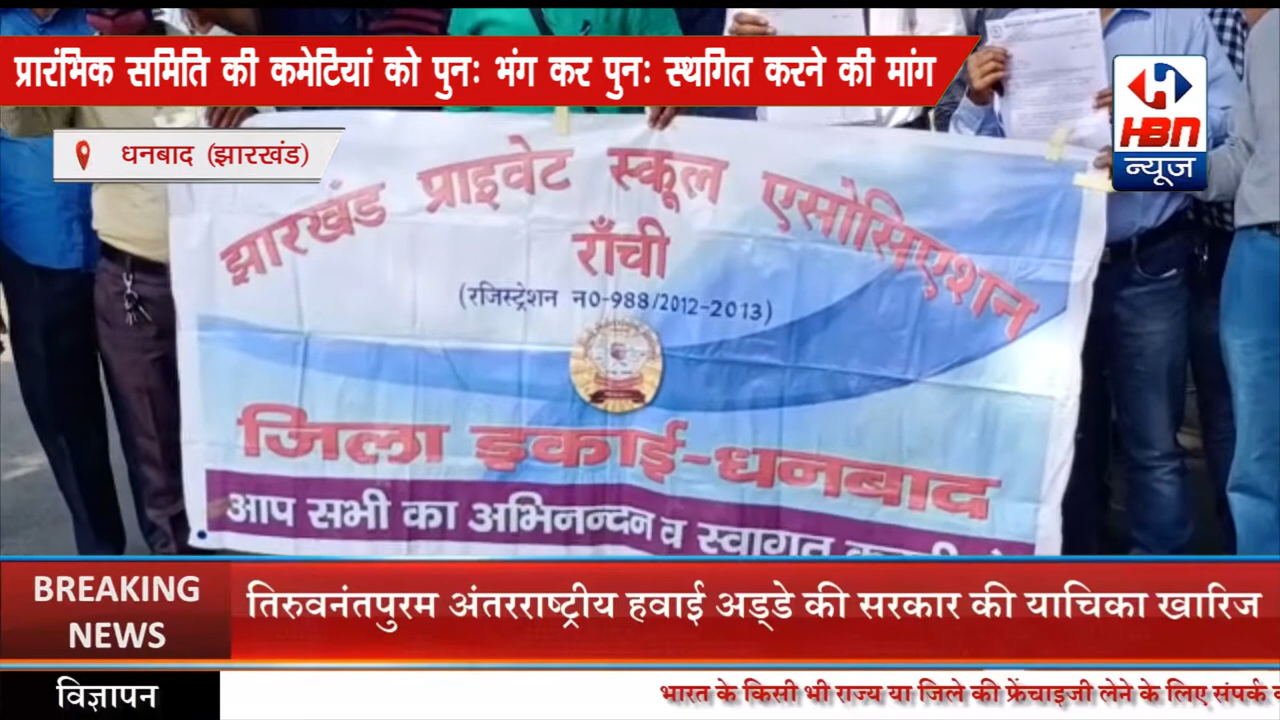 प्रारंभिक समिति की कमेटियां को पुनः भंग कर पुनः स्थगित करने की मांग
धनबाद (झारखंड)
HBN
न्यूज
झारखंड प्राइवेट स्कूल एसोसिएशन
राँची
(रजिस्ट्रेशन न0-988/2012-2013)
जिला इकाई-धनबाद
आप सभी का अभिनन्दन व स्वागत
BREAKING NEWS
तिरुवनंतपुरम अंतरराष्ट्रीय हवाई अड्डे की सरकार की याचिका खारिज
विज्ञापन
भारत के किसी भी राज्य या जिले की फ्रेंचाइजी लेने के लिए संपर्क